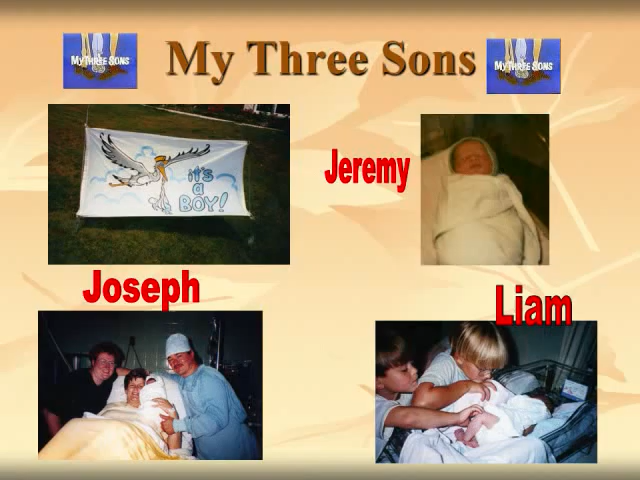 My Three Sons
MY THREE SONS
MY THREE SONS
it's
a
BOY!
Jeremy
Joseph
Liam